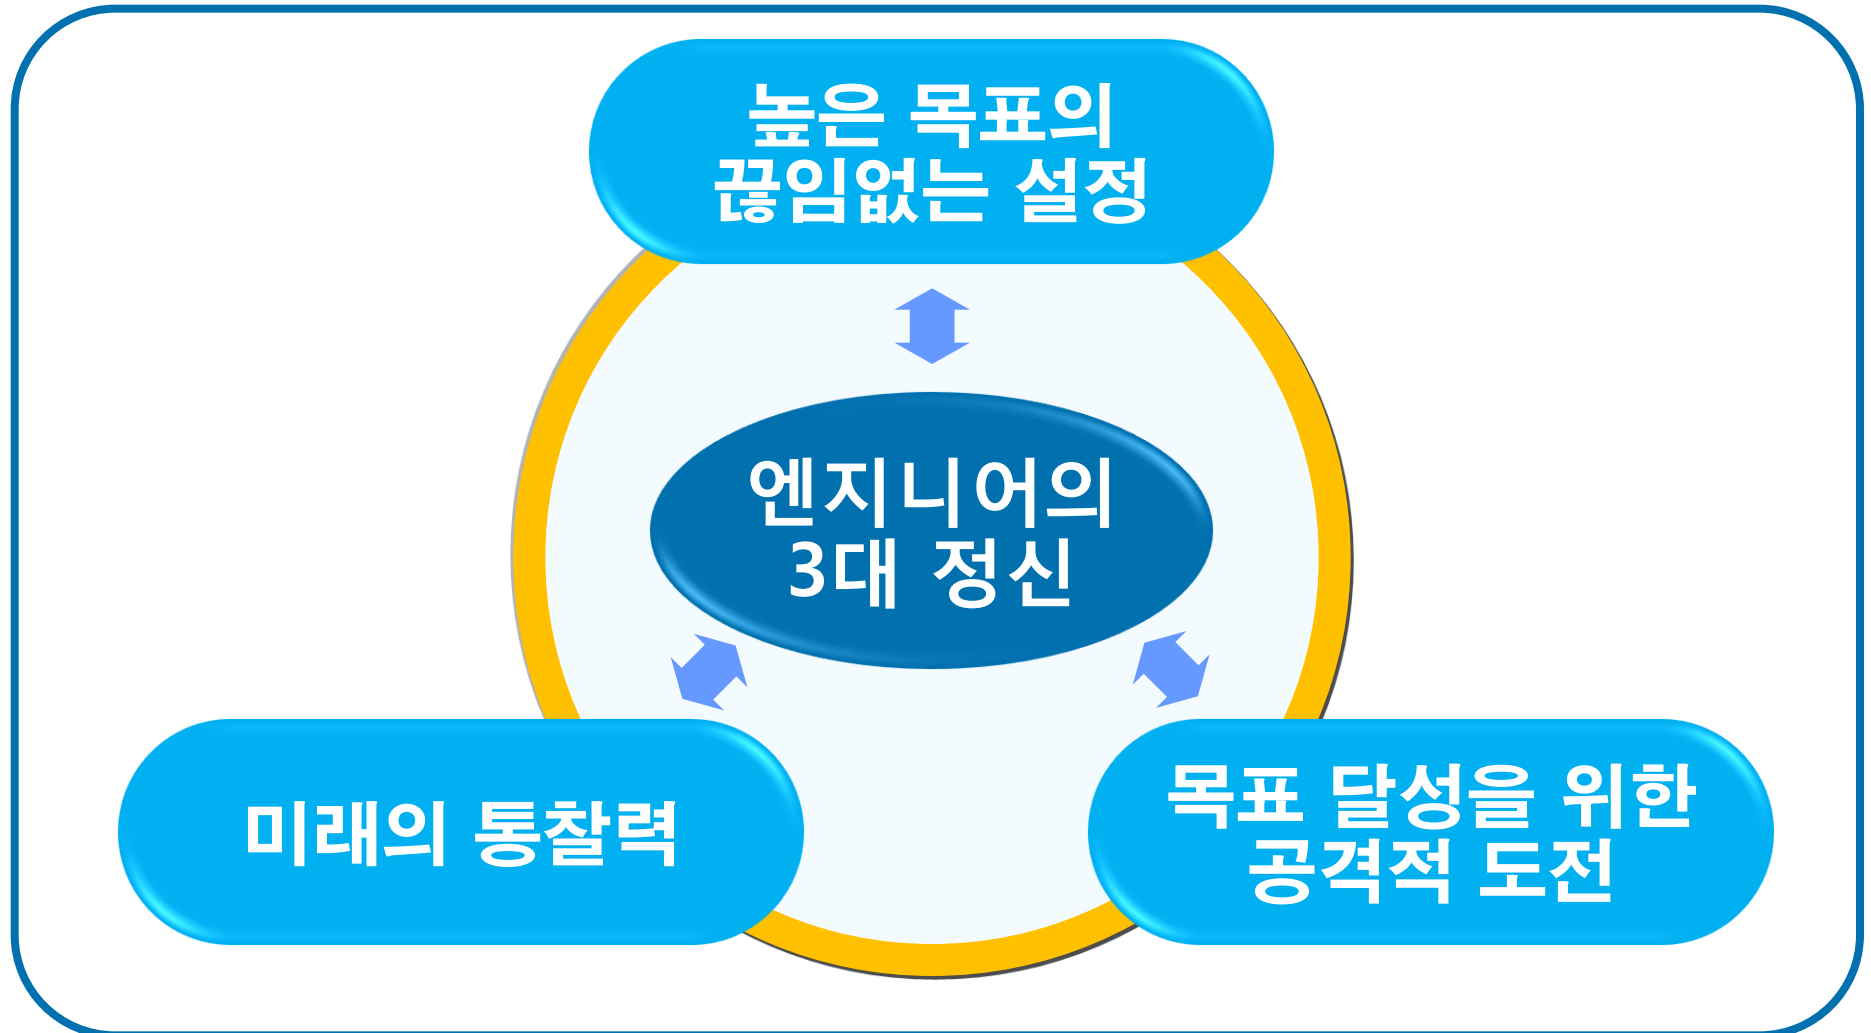 높은 목표의
끊임없는 설정
엔지니어의
3대 정신
미래의 통찰력
목표 달성을 위한
공격적 도전